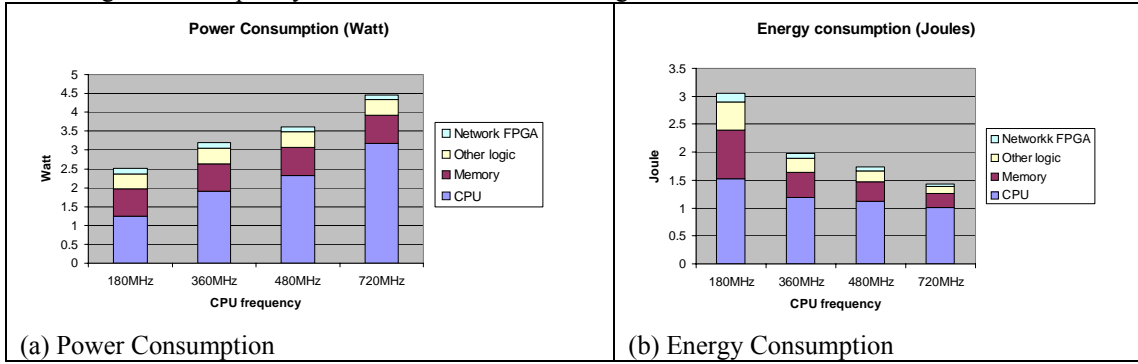 Power Consumption (Watt)
5
4.5
4
3.5
3
2.5
2
1.5
1
0.5
0
Watt
180MHz 360MHz 480MHz 720MHz
CPU frequency
Network FPGA
Other logic
Memory
CPU
(a) Power Consumption
Energy consumption (Joules)
3.5
3
2.5
2
1.5
1
0.5
0
Joule
180MHz 360MHz 480MHz 720MHz
CPU frequency
Networkk FPGA
Other logic
Memory
CPU
(b) Energy Consumption